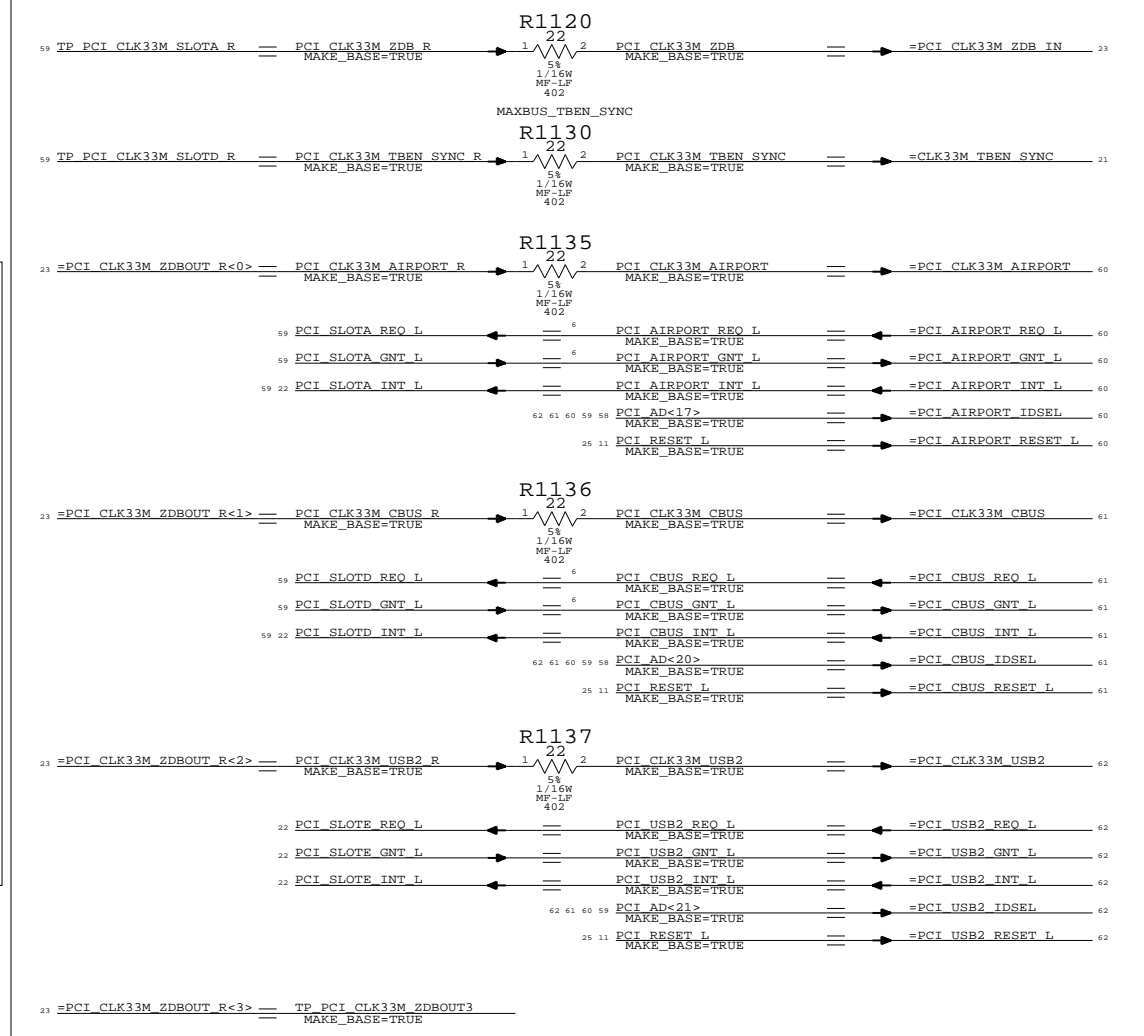 R1120
22
59 TP_PCI_CLK33M_SLOTA_R PCI_CLK33M_ZDB_R 1 2 PCI_CLK33M_ZDB =PCI_CLK33M_ZDB_IN 23
MAKE_BASE=TRUE MAKE_BASE=TRUE
5%
1/16W
MF-LF
402
MAXBUS_TBEN_SYNC
R1130
22
59 TP_PCI_CLK33M_SLOTD_R PCI_CLK33M_TBEN_SYNC_R 1 2 PCI_CLK33M_TBEN_SYNC =CLK33M_TBEN_SYNC 21
MAKE_BASE=TRUE MAKE_BASE=TRUE
5%
1/16W
MF-LF
402
R1135
22
23 =PCI_CLK33M_ZDBOUT_R<0> PCI_CLK33M_AIRPORT_R 1 2 PCI_CLK33M_AIRPORT =PCI_CLK33M_AIRPORT 60
MAKE_BASE=TRUE MAKE_BASE=TRUE
5%
1/16W
MF-LF
402
59 PCI_SLOTA_REQ_L 6 PCI_AIRPORT_REQ_L =PCI_AIRPORT_REQ_L 60
MAKE_BASE=TRUE
59 PCI_SLOTA_GNT_L 6 PCI_AIRPORT_GNT_L =PCI_AIRPORT_GNT_L 60
MAKE_BASE=TRUE
59 22 PCI_SLOTA_INT_L PCI_AIRPORT_INT_L =PCI_AIRPORT_INT_L 60
MAKE_BASE=TRUE
62 61 60 59 58 PCI_AD<17> =PCI_AIRPORT_IDSEL 60
MAKE_BASE=TRUE
25 11 PCI_RESET_L =PCI_AIRPORT_RESET_L 60
MAKE_BASE=TRUE
R1136
22
23 =PCI_CLK33M_ZDBOUT_R<1> PCI_CLK33M_CBUS_R 1 2 PCI_CLK33M_CBUS =PCI_CLK33M_CBUS 61
MAKE_BASE=TRUE MAKE_BASE=TRUE
5%
1/16W
MF-LF
402
59 PCI_SLOTD_REQ_L 6 PCI_CBUS_REQ_L =PCI_CBUS_REQ_L 61
MAKE_BASE=TRUE
59 PCI_SLOTD_GNT_L 6 PCI_CBUS_GNT_L =PCI_CBUS_GNT_L 61
MAKE_BASE=TRUE
59 22 PCI_SLOTD_INT_L PCI_CBUS_INT_L =PCI_CBUS_INT_L 61
MAKE_BASE=TRUE
62 61 60 59 58 PCI_AD<20> =PCI_CBUS_IDSEL 61
MAKE_BASE=TRUE
25 11 PCI_RESET_L =PCI_CBUS_RESET_L 61
MAKE_BASE=TRUE
R1137
22
23 =PCI_CLK33M_ZDBOUT_R<2> PCI_CLK33M_USB2_R 1 2 PCI_CLK33M_USB2 =PCI_CLK33M_USB2 62
MAKE_BASE=TRUE MAKE_BASE=TRUE
5%
1/16W
MF-LF
402
22 PCI_SLOTE_REQ_L PCI_USB2_REQ_L =PCI_USB2_REQ_L 62
MAKE_BASE=TRUE
22 PCI_SLOTE_GNT_L PCI_USB2_GNT_L =PCI_USB2_GNT_L 62
MAKE_BASE=TRUE
22 PCI_SLOTE_INT_L PCI_USB2_INT_L =PCI_USB2_INT_L 62
MAKE_BASE=TRUE
62 61 60 59 PCI_AD<21> =PCI_USB2_IDSEL 62
MAKE_BASE=TRUE
25 11 PCI_RESET_L =PCI_USB2_RESET_L 62
MAKE_BASE=TRUE
23 =PCI_CLK33M_ZDBOUT_R<3> TP_PCI_CLK33M_ZDBOUT3
MAKE_BASE=TRUE